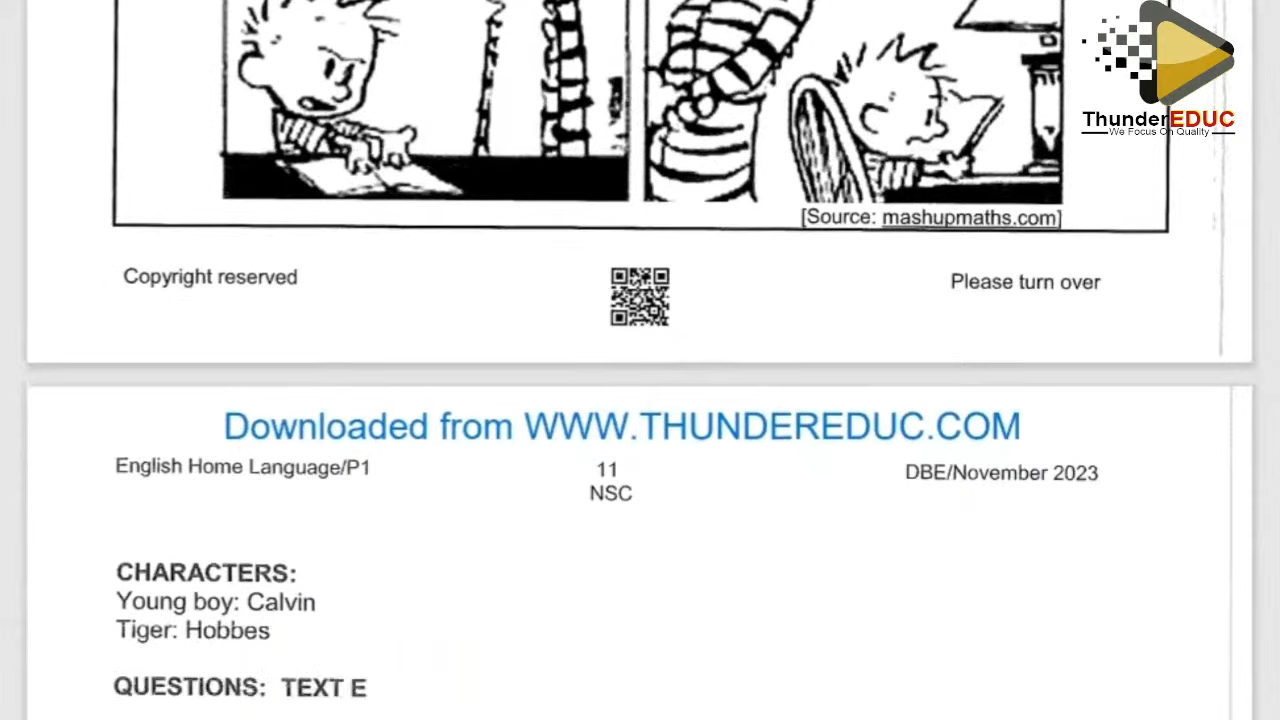 ThunderEDUC
We Focus On Quality
[Source: mashupmaths.com]
Copyright reserved
Please turn over
Downloaded from WWW.THUNDEREDUC.COM
English Home Language/P1
11
DBE/November 2023
NSC
CHARACTERS:
Young boy: Calvin
Tiger: Hobbes
QUESTIONS: TEXT E